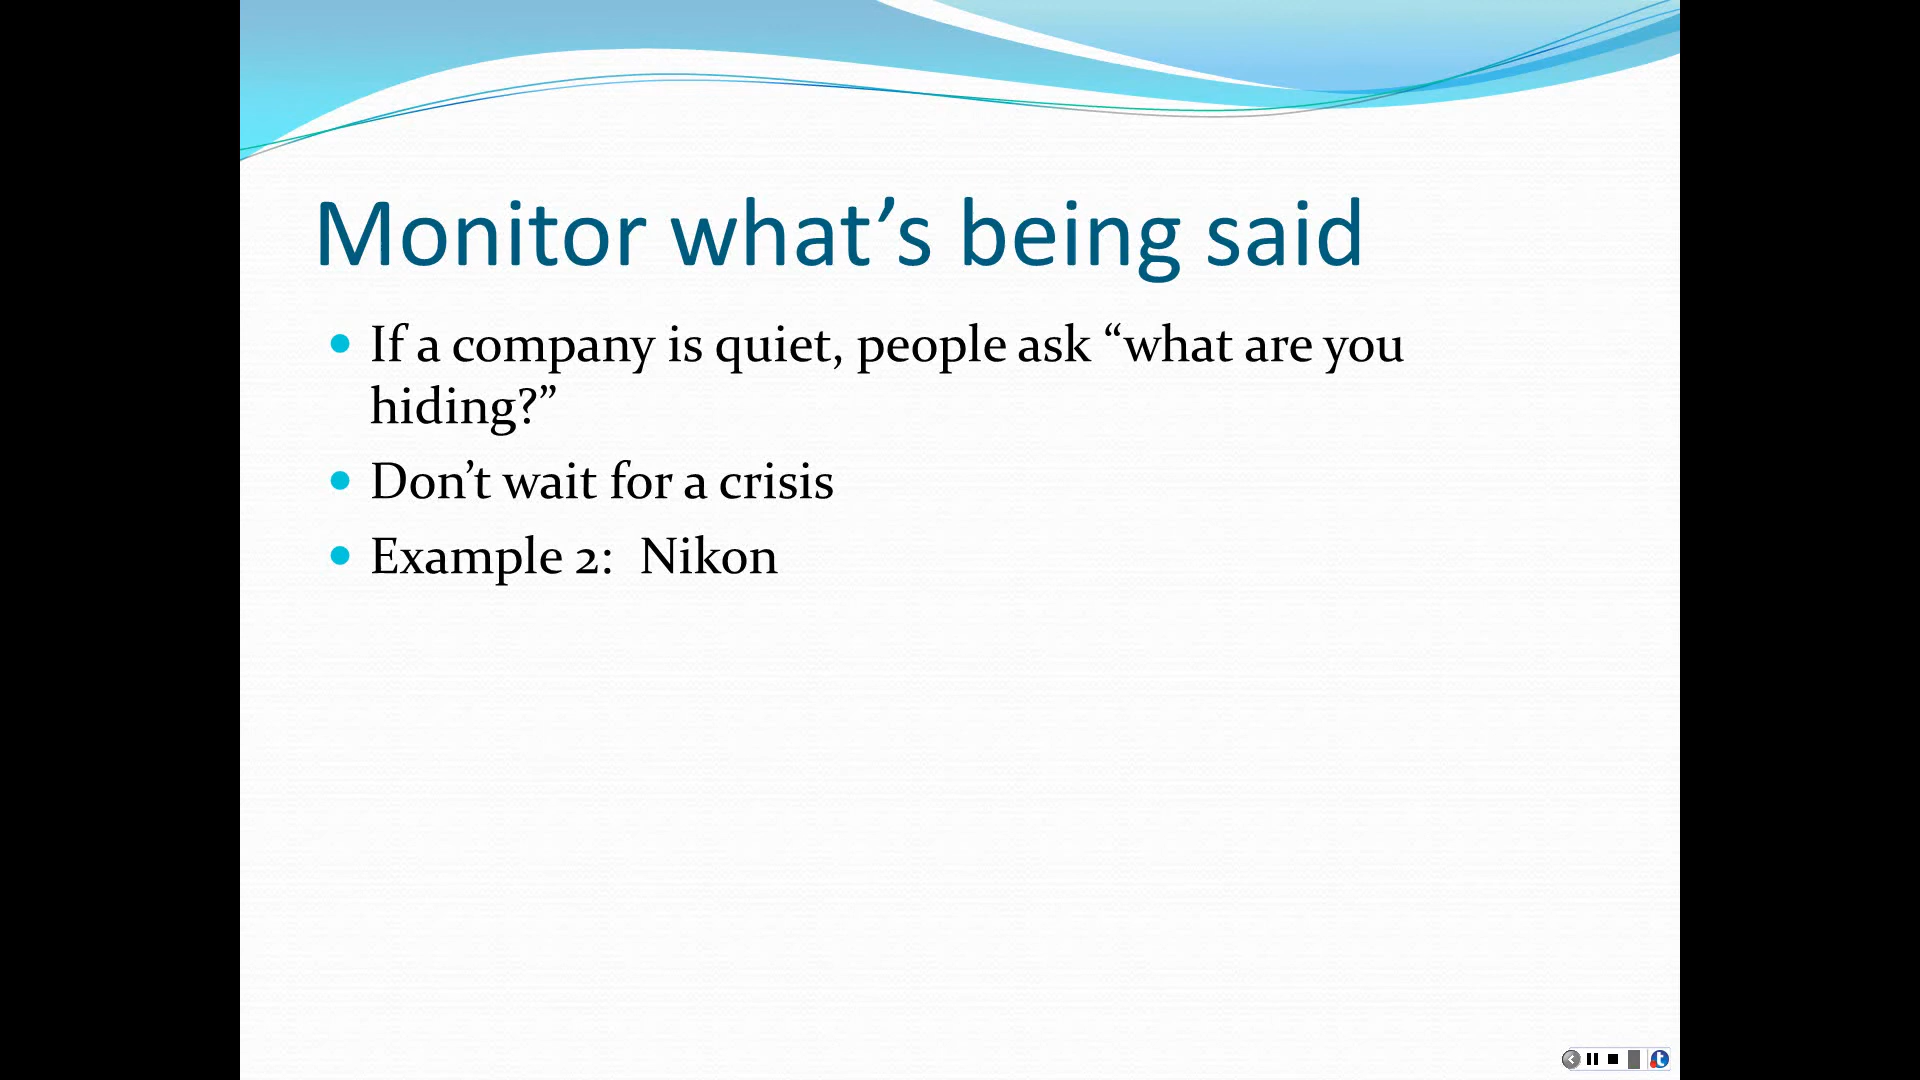 Monitor what’s being said
If a company is quiet, people ask “what are you
hiding?”
Don’t wait for a crisis
Example 2:  Nikon